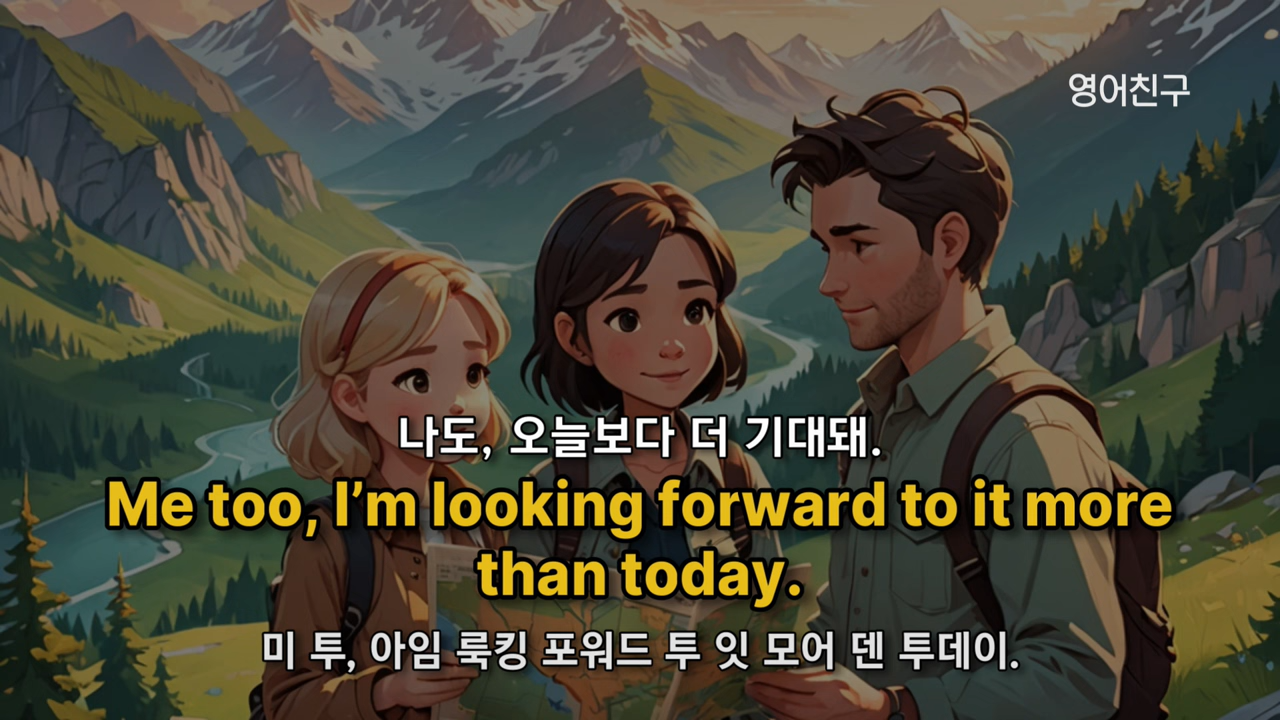 영어친구
나도, 오늘보다 더 기대돼.
Me too, I’m looking forward to it more
than today.
미 투, 아임 룩킹 포워드 투 잇 모어 덴 투데이.